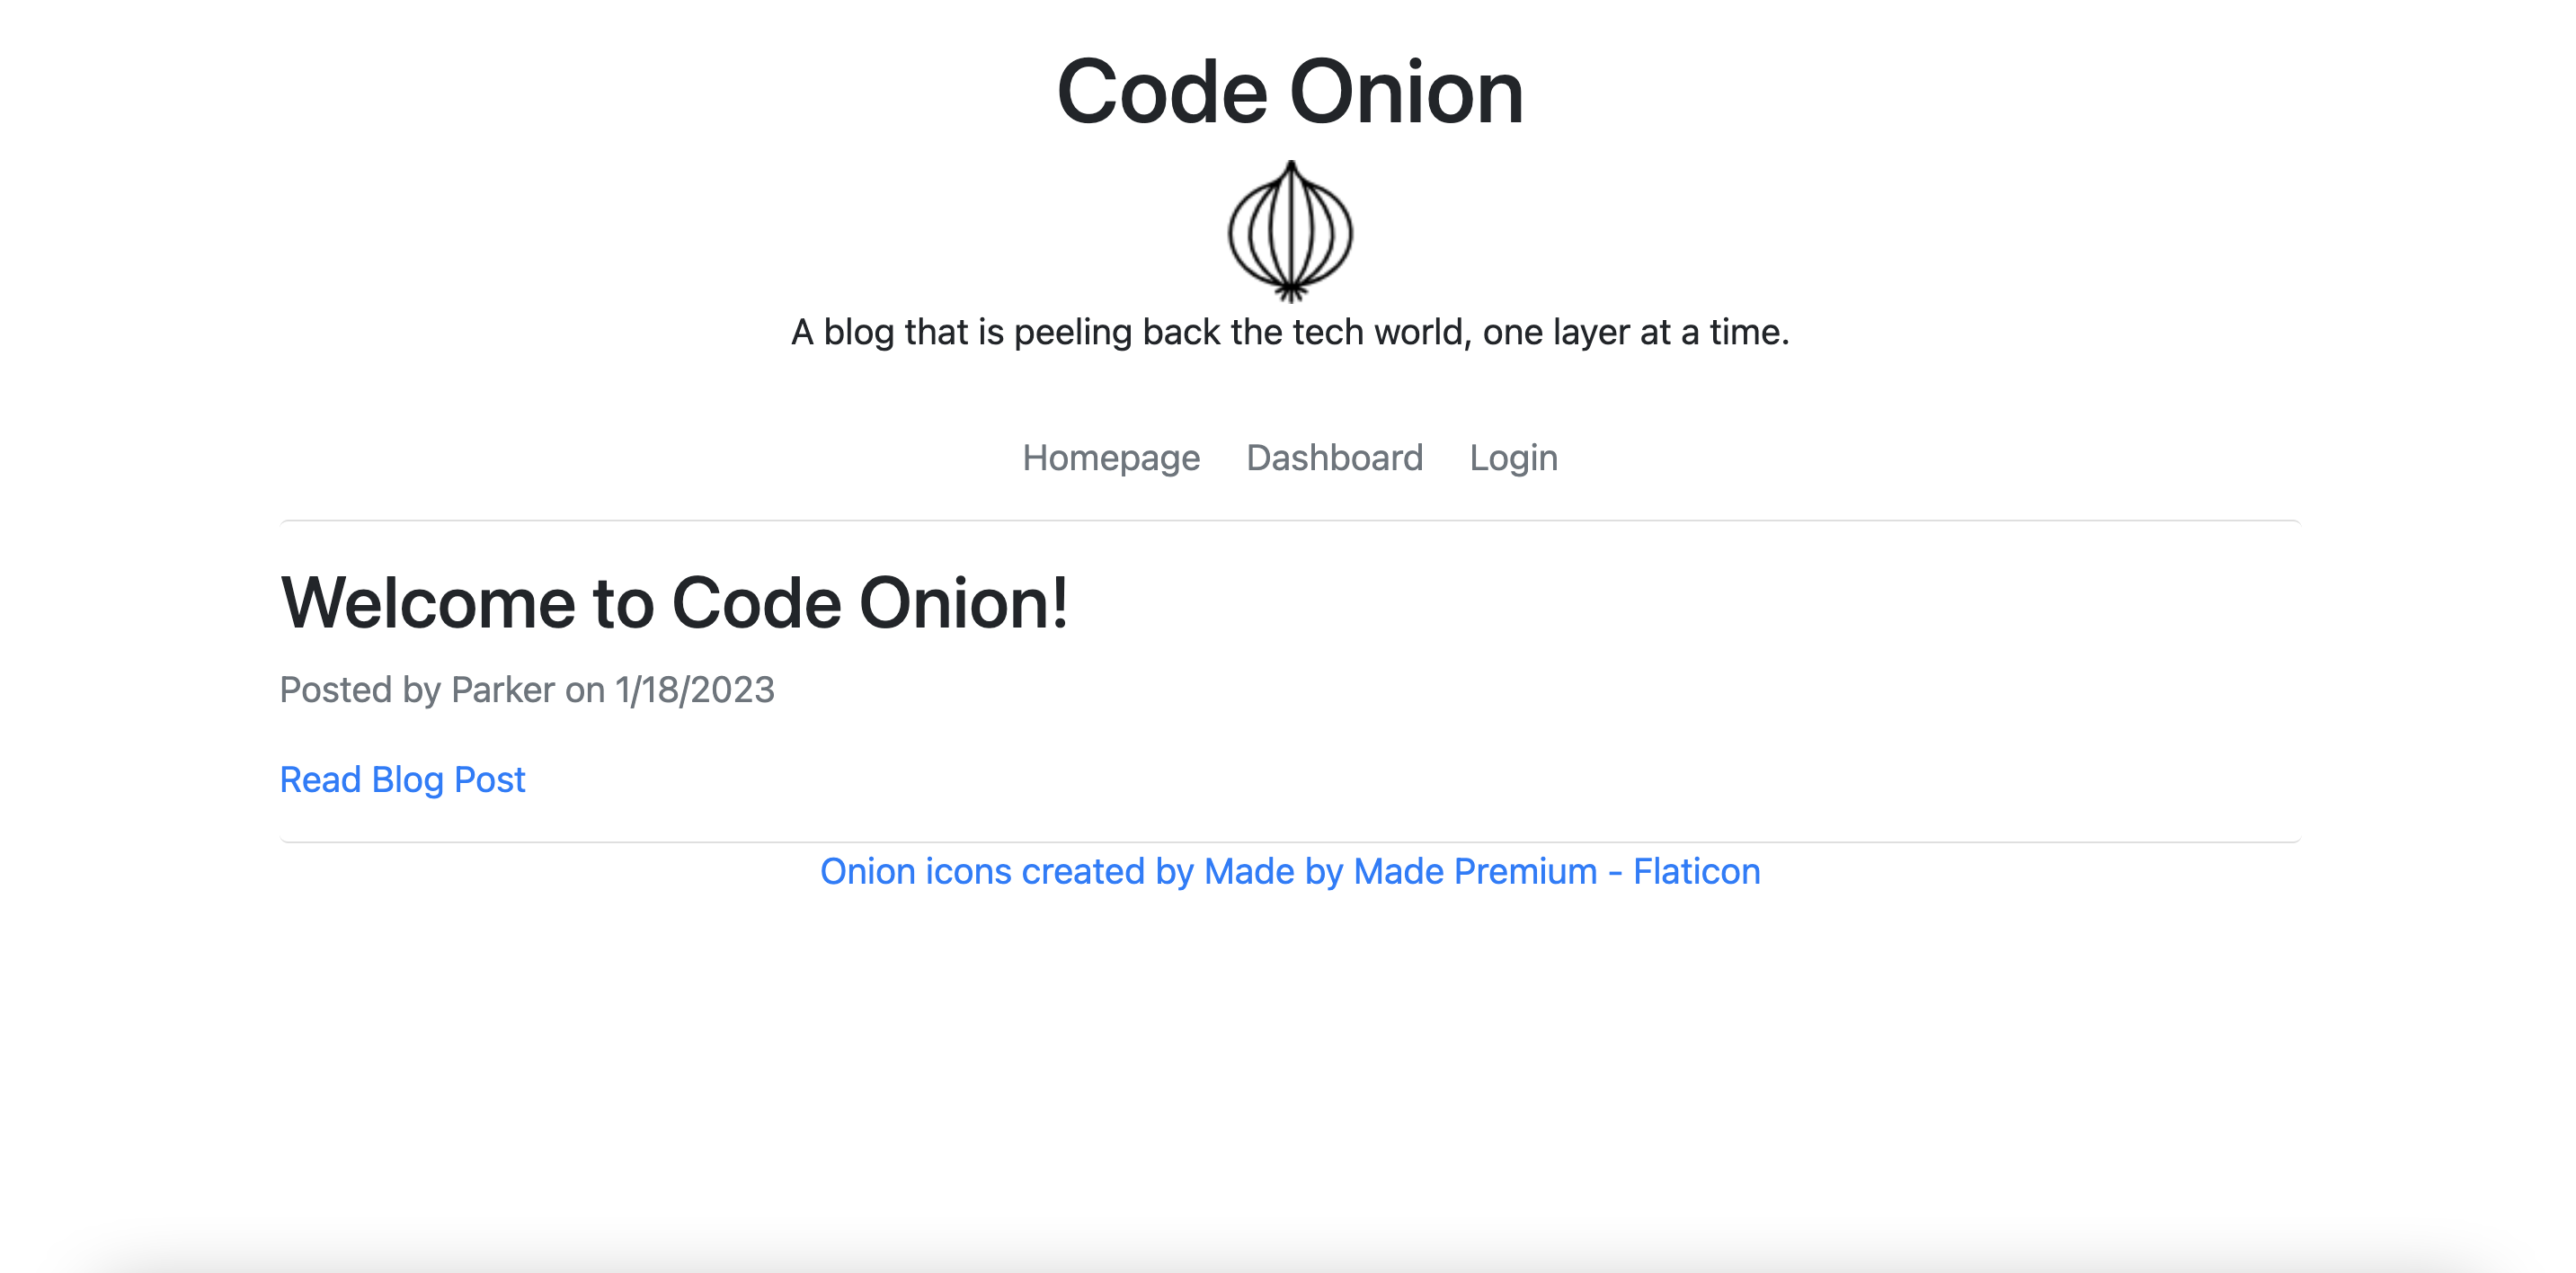 Code Onion
A blog that is peeling back the tech world, one layer at a time.
Homepage Dashboard Login
Welcome to Code Onion!
Posted by Parker on 1/18/2023
Read Blog Post
Onion icons created by Made by Made Premium - Flaticon